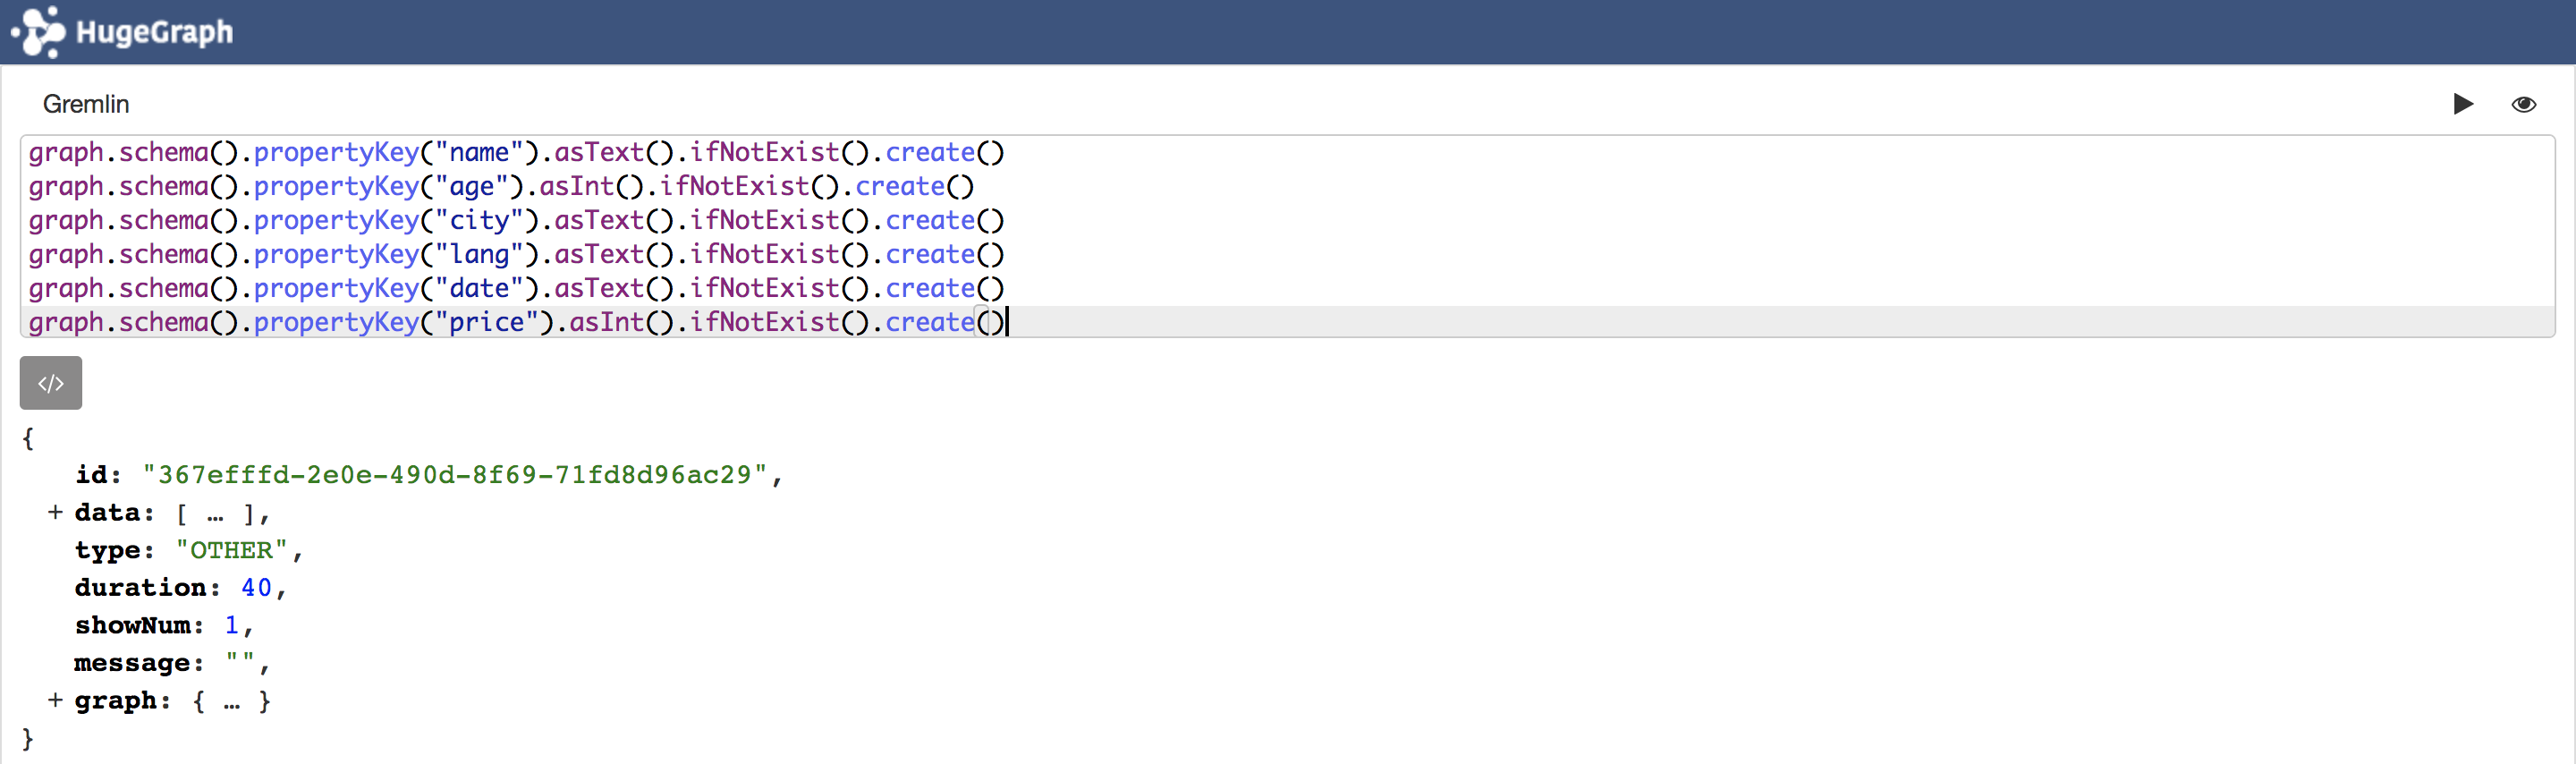 HugeGraph
Gremlin
graph.schema().propertyKey("name").asText().ifNotExist().create()
graph.schema().propertyKey("age").asInt().ifNotExist().create()
graph.schema().propertyKey("city").asText().ifNotExist().create()
graph.schema().propertyKey("lang").asText().ifNotExist().create()
graph.schema().propertyKey("date").asText().ifNotExist().create()
graph.schema().propertyKey("price").asInt().ifNotExist().create()
</>
{
id: "367efffd-2e0e-490d-8f69-71fd8d96ac29",
+ data: [ … ],
type: "OTHER",
duration: 40,
showNum: 1,
message: "",
+ graph: { … }
}